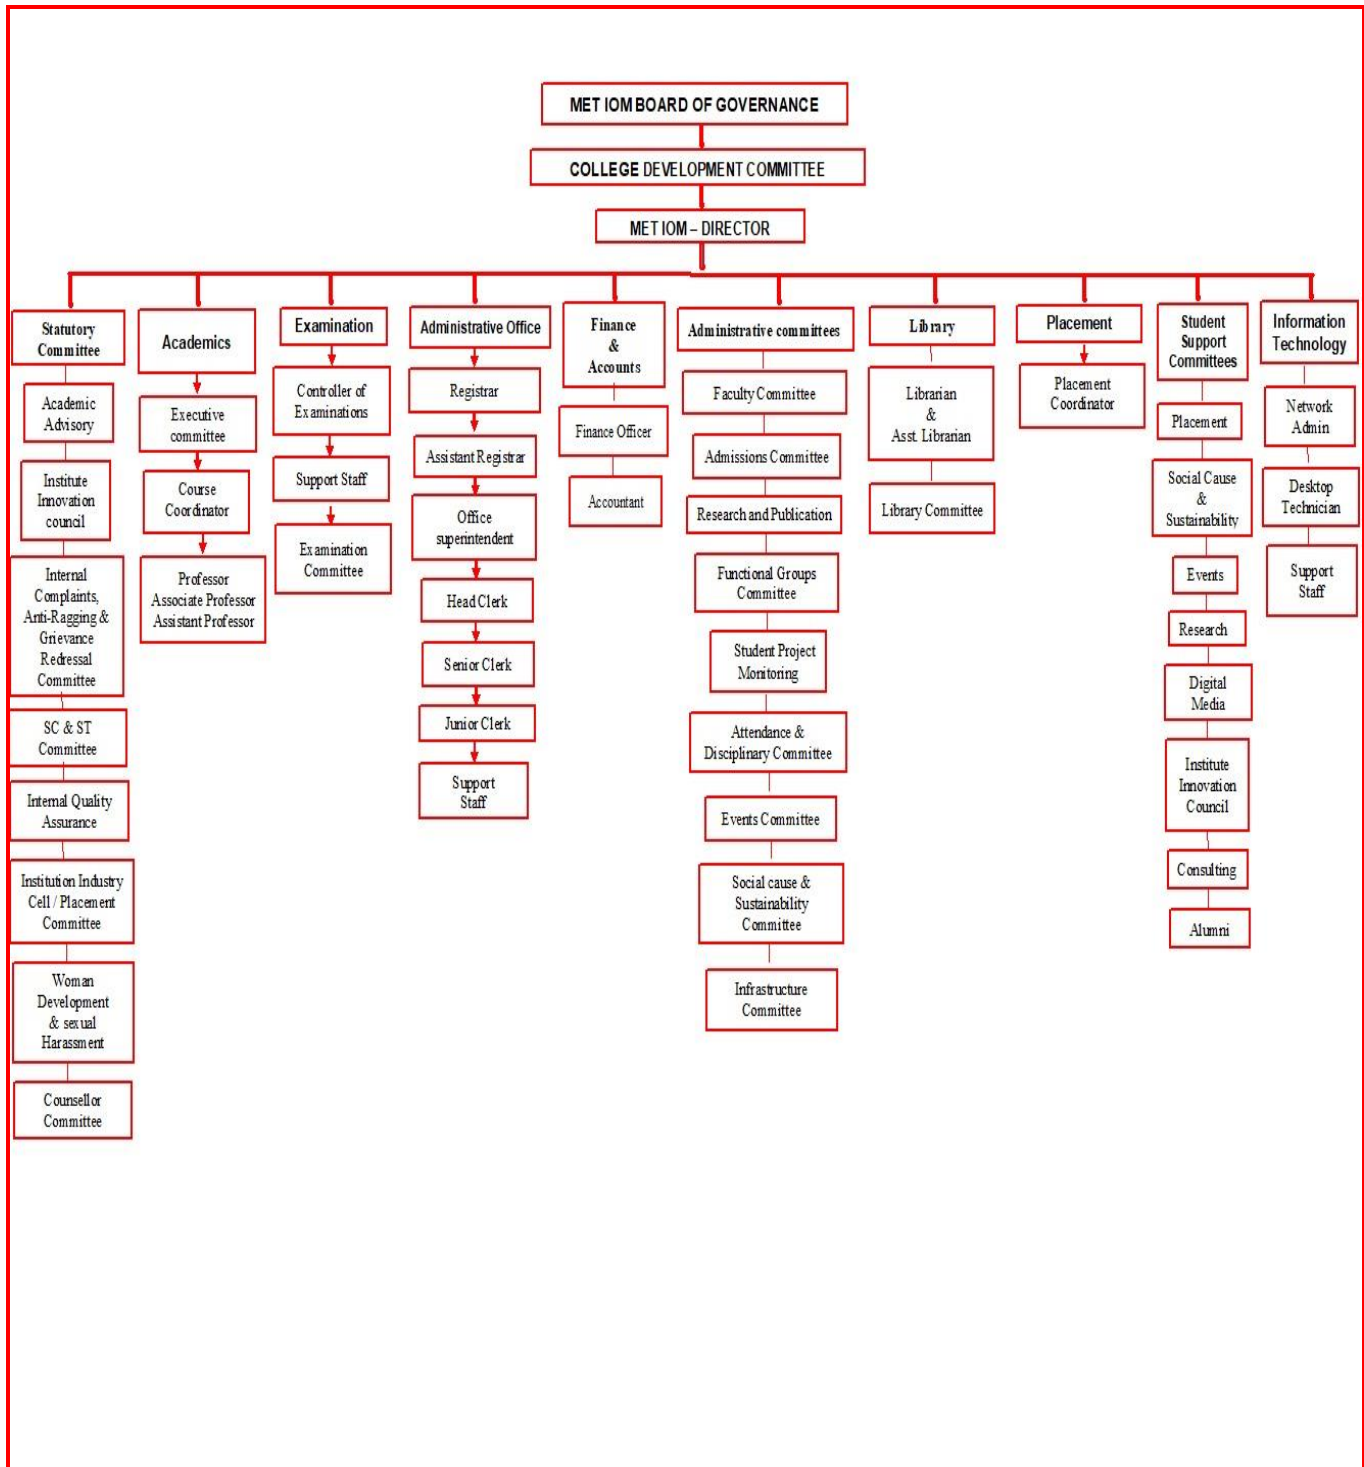 MET IOM BOARD OF GOVERNANCE
COLLEGE DEVELOPMENT COMMITTEE
MET IOM – DIRECTOR
Statutory
Committee
Academic
Advisory
Institute
Innovation
council
Internal
Complaints,
Anti-Ragging &
Grievance
Redressal
Committee
SC & ST
Committee
Internal Quality
Assurance
Institution Industry
Cell / Placement
Committee
Woman
Development
& sexual
Harassment
Counsellor
Committee
Academics
Executive
committee
Course
Coordinator
Professor
Associate Professor
Assistant Professor
Examination
Controller of
Examinations
Support Staff
Examination
Committee
Administrative Office
Registrar
Assistant Registrar
Office
superintendent
Head Clerk
Senior Clerk
Junior Clerk
Support
Staff
Finance
&
Accounts
Finance Officer
Accountant
Administrative committees
Faculty Committee
Admissions Committee
Research and Publication
Functional Groups
Committee
Student Project
Monitoring
Attendance &
Disciplinary Committee
Events Committee
Social cause &
Sustainability
Committee
Infrastructure
Committee
Library
Librarian
&
Asst. Librarian
Library Committee
Placement
Placement
Coordinator
Student
Support
Committees
Placement
Social Cause
&
Sustainability
Events
Research
Digital
Media
Institute
Innovation
Council
Consulting
Alumni
Information
Technology
Network
Admin
Desktop
Technician
Support
Staff